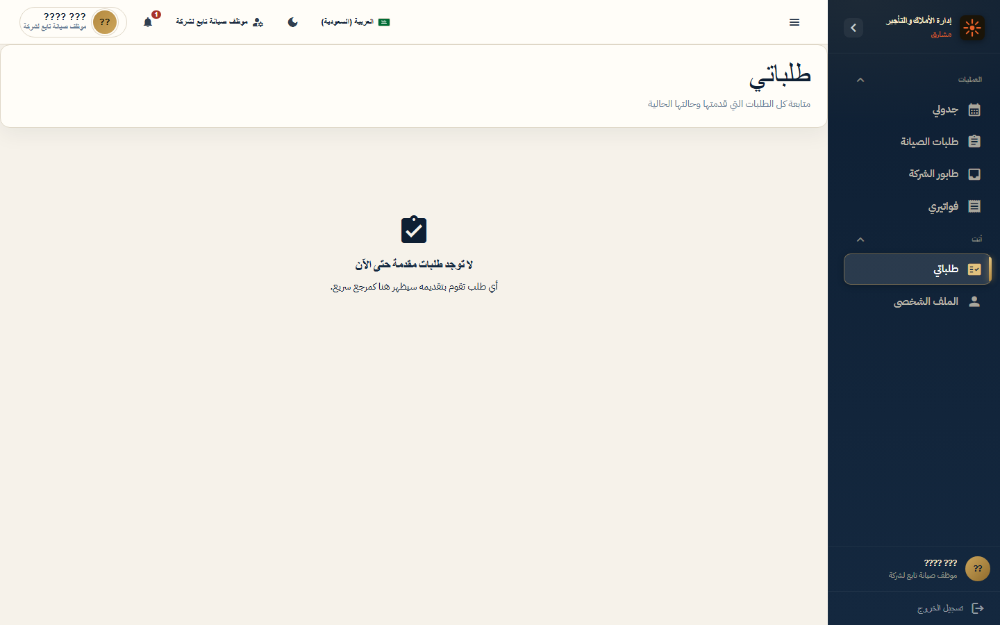 إدارة الأملاك والتأجير
مشارق
العمليات
جدولي
طلبات الصيانة
طابور الشركة
فواتيري
أنت
طلباتي
الملف الشخصي
??? ????
??
موظف صيانة تابع لشركة
تسجيل الخروج
العربية (السعودية)
موظف صيانة تابع لشركة
1
??? ????
??
موظف صيانة تابع لشركة
طلباتي
متابعة كل الطلبات التي قدمتها وحالتها الحالية
لا توجد طلبات مقدمة حتى الآن
أي طلب تقوم بتقديمه سيظهر هنا كمرجع سريع.